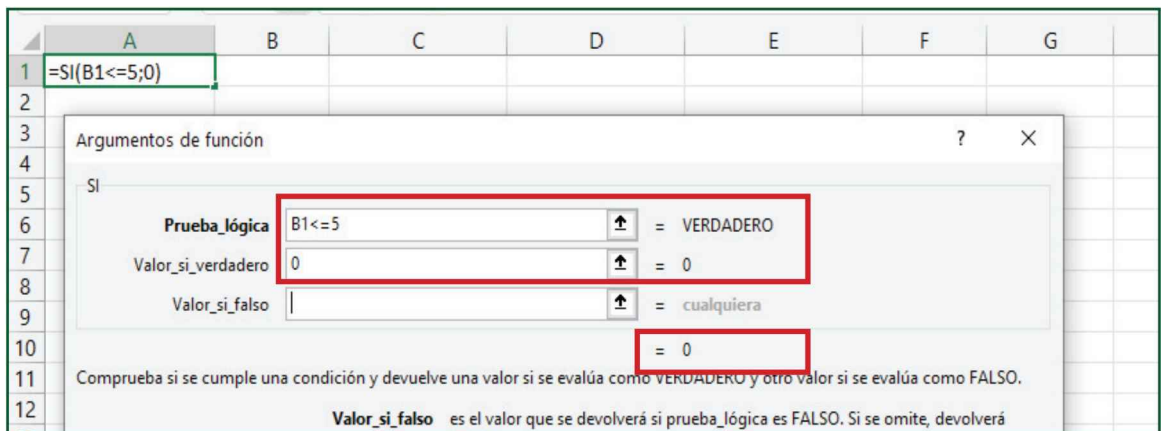 A B C D E F G
1 =SI(B1<=5;0)
2
3 Argumentos de función ? ×
4
5 SI
6 Prueba_lógica B1<=5 = VERDADERO
7 Valor_si_verdadero 0 = 0
8 Valor_si_falso = cualquiera
9
10 = 0
11 Comprueba si se cumple una condición y devuelve una valor si se evalúa como VERDADERO y otro valor si se evalúa como FALSO.
12 Valor_si_falso es el valor que se devolverá si prueba_lógica es FALSO. Si se omite, devolverá